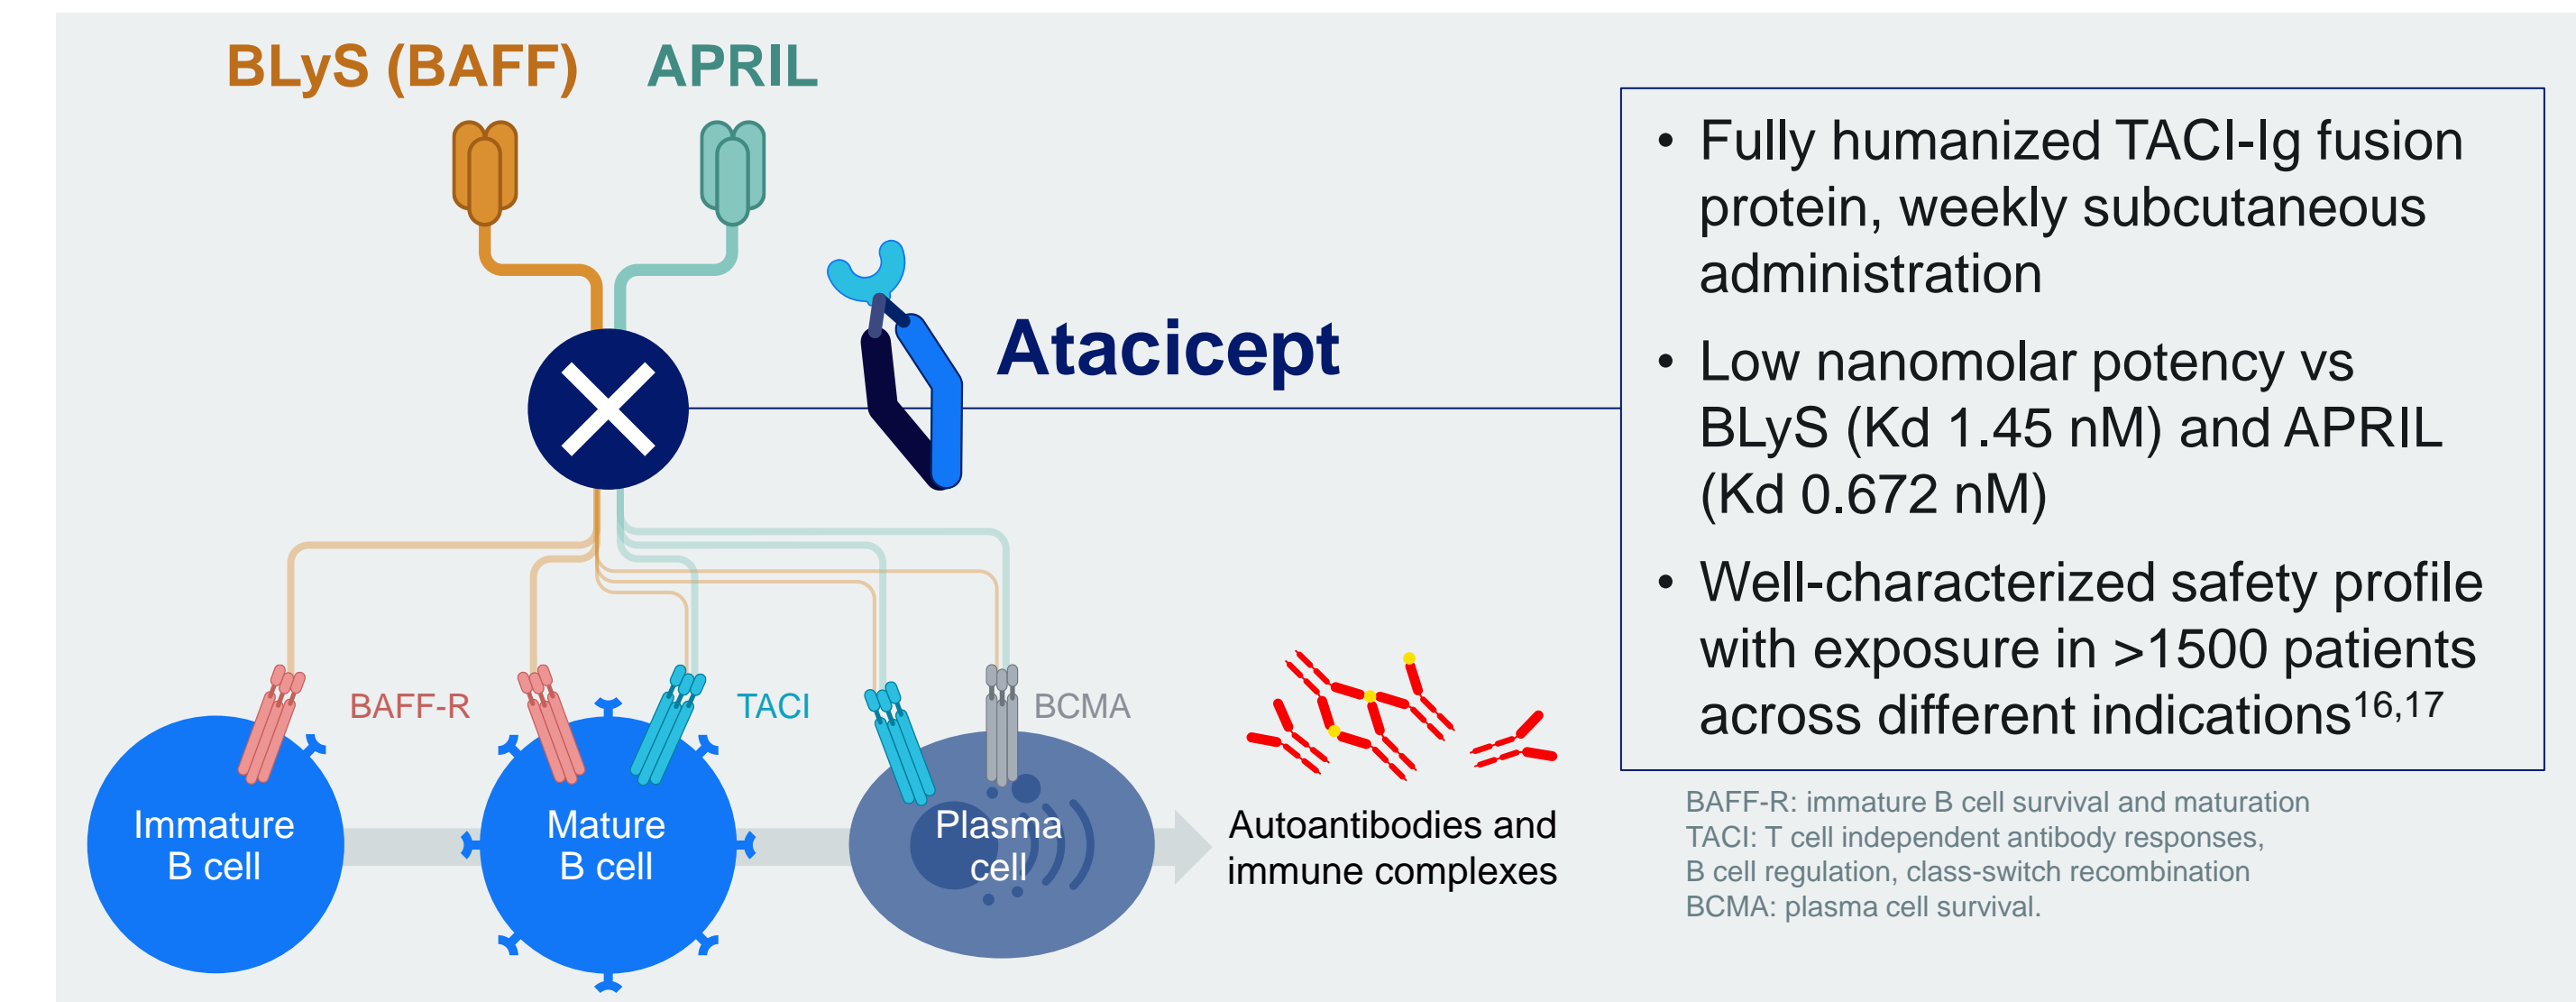 BLyS (BAFF) APRIL
Atacicept
• Fully humanized TACI-Ig fusion
protein, weekly subcutaneous
administration
• Low nanomolar potency vs
BLyS (Kd 1.45 nM) and APRIL
(Kd 0.672 nM)
• Well-characterized safety profile
with exposure in >1500 patients
across different indications16,17
BAFF-R TACI BCMA
Immature
B cell
Mature
B cell
Plasma
cell
Autoantibodies and
immune complexes
BAFF-R: immature B cell survival and maturation
TACI: T cell independent antibody responses,
B cell regulation, class-switch recombination
BCMA: plasma cell survival.